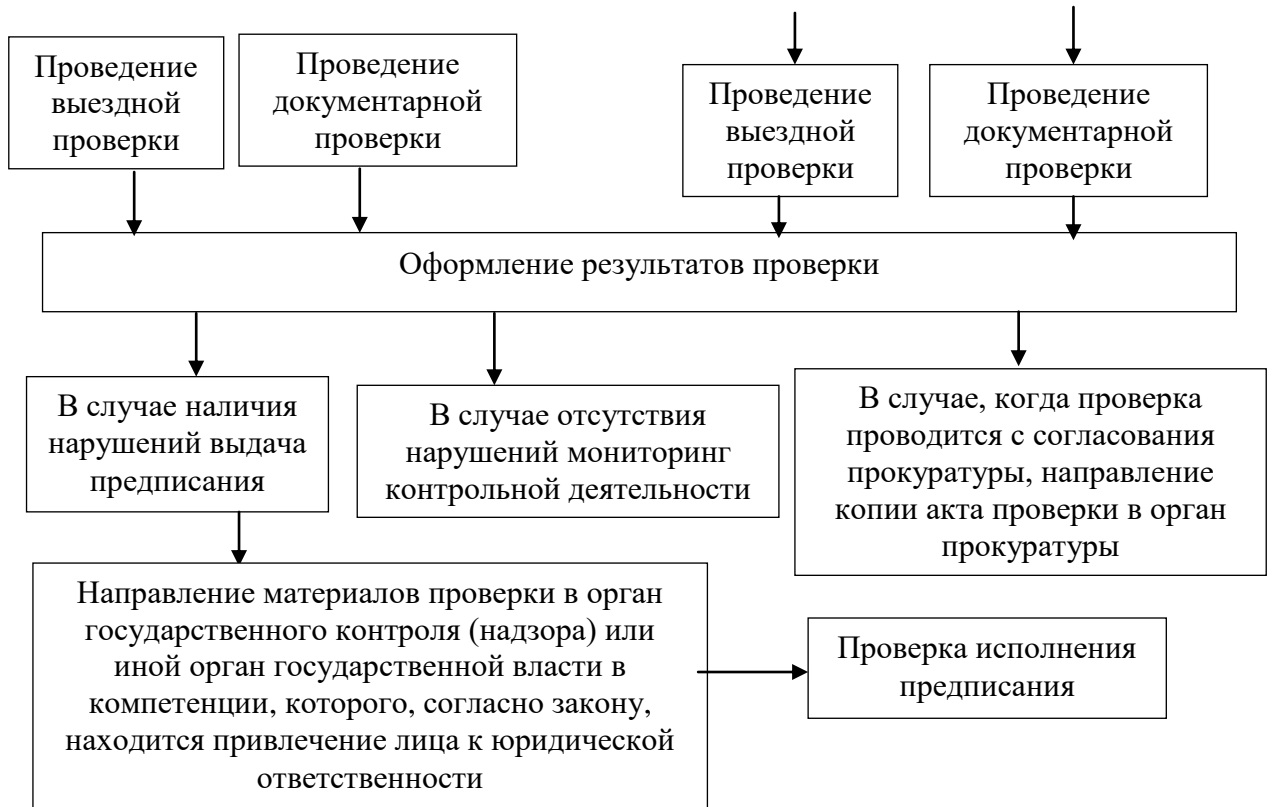 Проведение
выездной
проверки
Проведение
документарной
проверки
Проведение
выездной
проверки
Проведение
документарной
проверки
Оформление результатов проверки
В случае наличия
нарушений выдача
предписания
В случае отсутствия
нарушений мониторинг
контрольной деятельности
В случае, когда проверка
проводится с согласования
прокуратуры, направление
копии акта проверки в орган
прокуратуры
Направление материалов проверки в орган
государственного контроля (надзора) или
иной орган государственной власти в
компетенции, которого, согласно закону,
находится привлечение лица к юридической
ответственности
Проверка исполнения
предписания